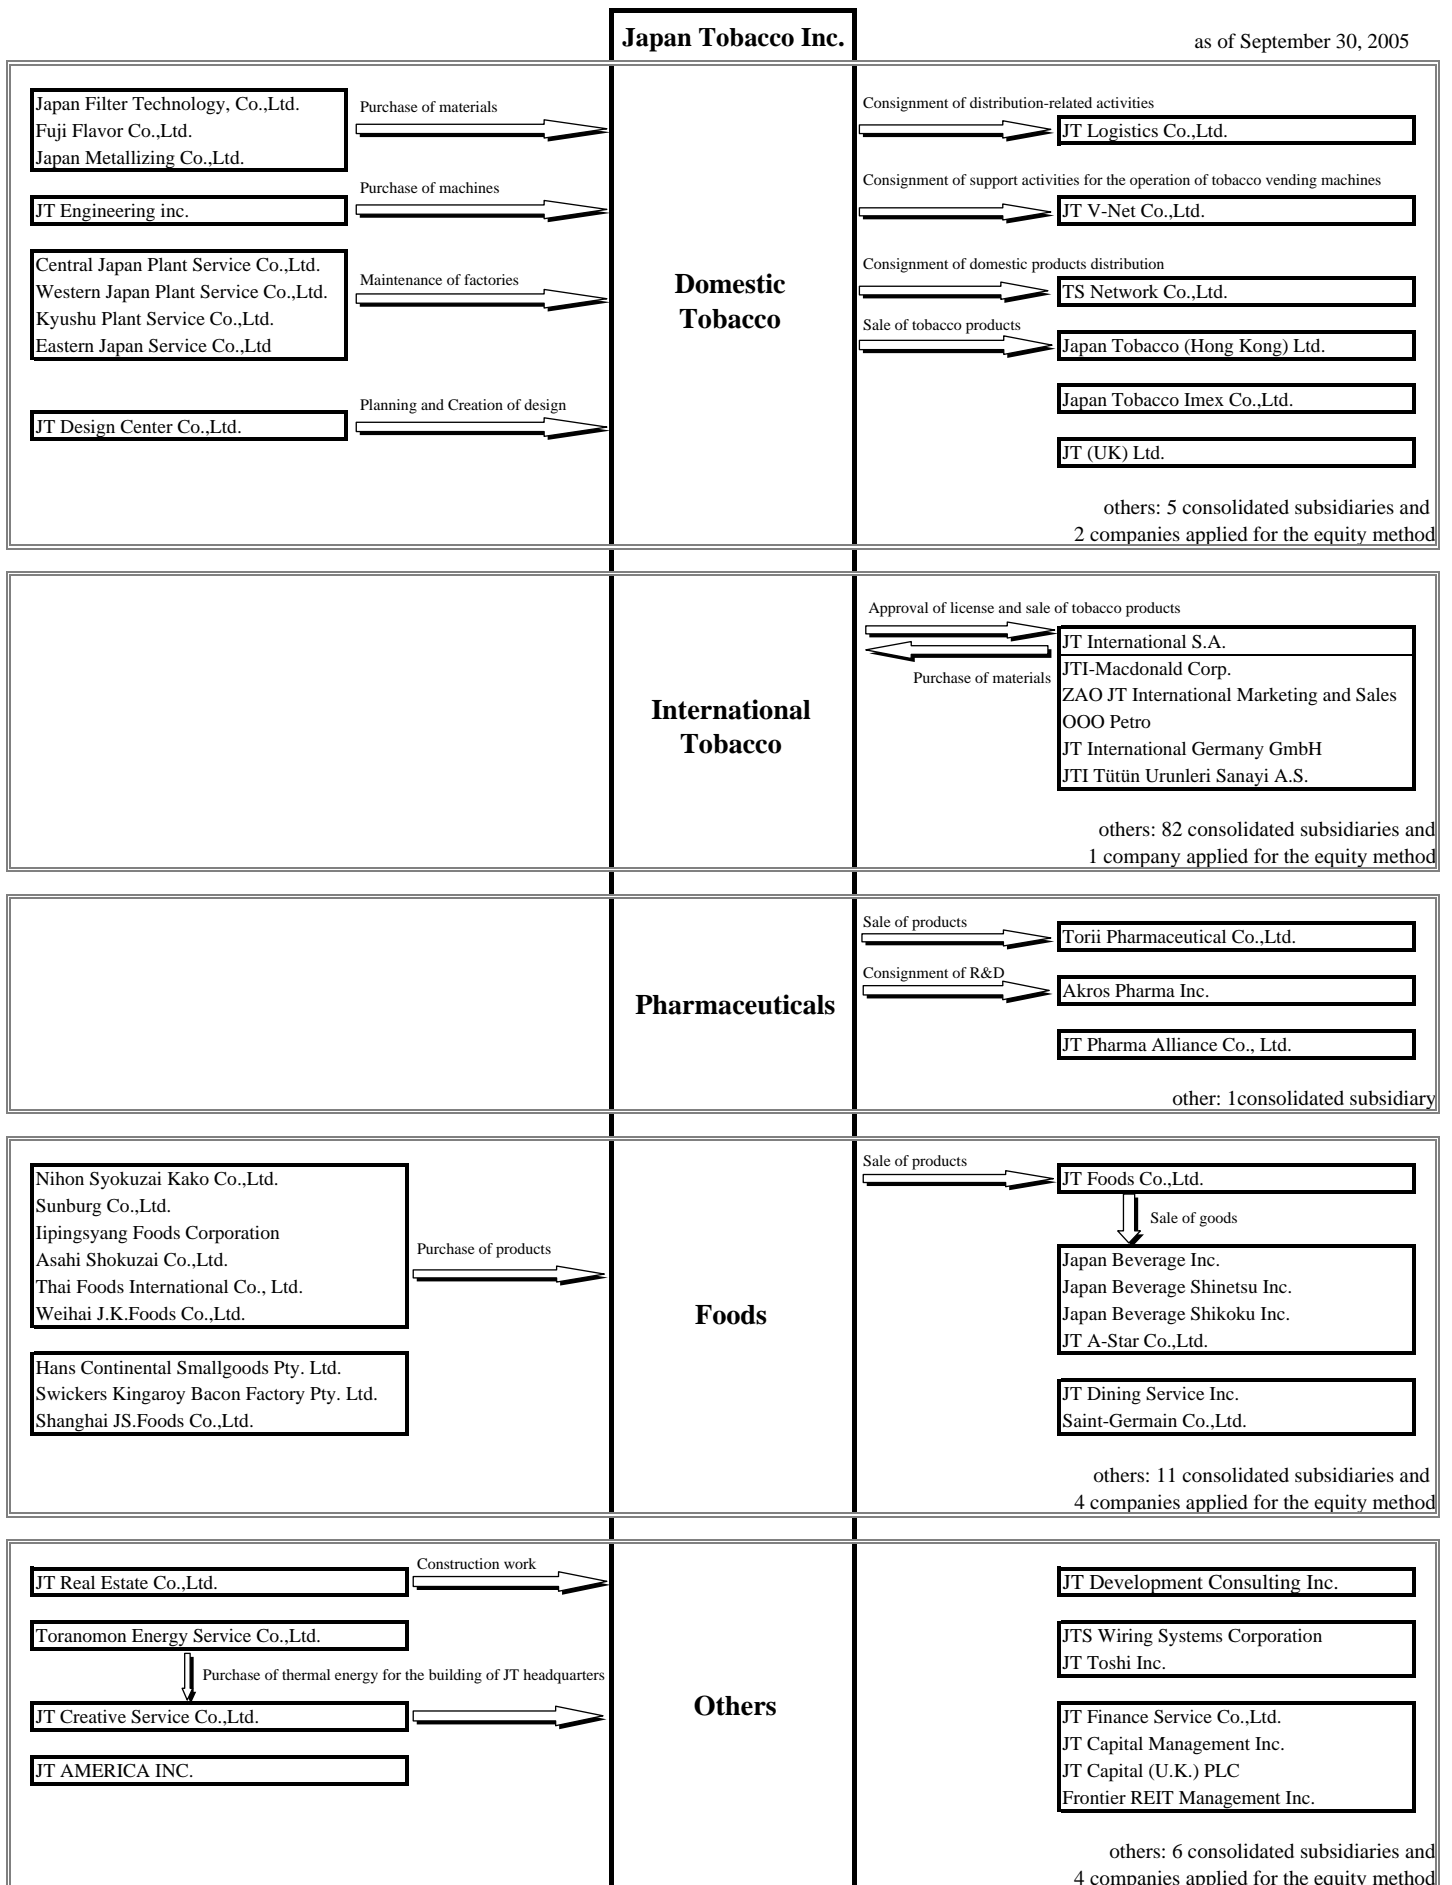 Japan Tobacco Inc.
as of September 30, 2005
Japan Filter Technology, Co.,Ltd.
Fuji Flavor Co.,Ltd.
Japan Metallizing Co.,Ltd.
Purchase of materials
JT Engineering inc.
Purchase of machines
Central Japan Plant Service Co.,Ltd.
Western Japan Plant Service Co.,Ltd.
Kyushu Plant Service Co.,Ltd.
Eastern Japan Service Co.,Ltd
Maintenance of factories
JT Design Center Co.,Ltd.
Planning and Creation of design
Domestic
Tobacco
Consignment of distribution-related activities
JT Logistics Co.,Ltd.
Consignment of support activities for the operation of tobacco vending machines
JT V-Net Co.,Ltd.
Consignment of domestic products distribution
TS Network Co.,Ltd.
Sale of tobacco products
Japan Tobacco (Hong Kong) Ltd.
Japan Tobacco Imex Co.,Ltd.
JT (UK) Ltd.
others: 5 consolidated subsidiaries and
2 companies applied for the equity method
International
Tobacco
Approval of license and sale of tobacco products
Purchase of materials
JT International S.A.
JTI-Macdonald Corp.
ZAO JT International Marketing and Sales
OOO Petro
JT International Germany GmbH
JTI Tütün Urunleri Sanayi A.S.
others: 82 consolidated subsidiaries and
1 company applied for the equity method
Pharmaceuticals
Sale of products
Torii Pharmaceutical Co.,Ltd.
Consignment of R&D
Akros Pharma Inc.
JT Pharma Alliance Co., Ltd.
other: 1consolidated subsidiary
Nihon Syokuzai Kako Co.,Ltd.
Sunburg Co.,Ltd.
Iipingsyang Foods Corporation
Asahi Shokuzai Co.,Ltd.
Thai Foods International Co., Ltd.
Weihai J.K.Foods Co.,Ltd.
Purchase of products
Hans Continental Smallgoods Pty. Ltd.
Swickers Kingaroy Bacon Factory Pty. Ltd.
Shanghai JS.Foods Co.,Ltd.
Foods
Sale of products
JT Foods Co.,Ltd.
Sale of goods
Japan Beverage Inc.
Japan Beverage Shinetsu Inc.
Japan Beverage Shikoku Inc.
JT A-Star Co.,Ltd.
JT Dining Service Inc.
Saint-Germain Co.,Ltd.
others: 11 consolidated subsidiaries and
4 companies applied for the equity method
JT Real Estate Co.,Ltd.
Construction work
Toranomon Energy Service Co.,Ltd.
Purchase of thermal energy for the building of JT headquarters
JT Creative Service Co.,Ltd.
JT AMERICA INC.
Others
JT Development Consulting Inc.
JTS Wiring Systems Corporation
JT Toshi Inc.
JT Finance Service Co.,Ltd.
JT Capital Management Inc.
JT Capital (U.K.) PLC
Frontier REIT Management Inc.
others: 6 consolidated subsidiaries and
4 companies applied for the equity method